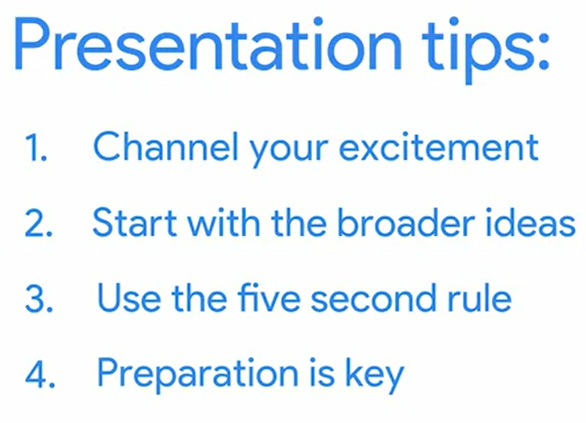 Presentation tips:
1. Channel your excitement
2. Start with the broader ideas
3. Use the five second rule
4. Preparation is key